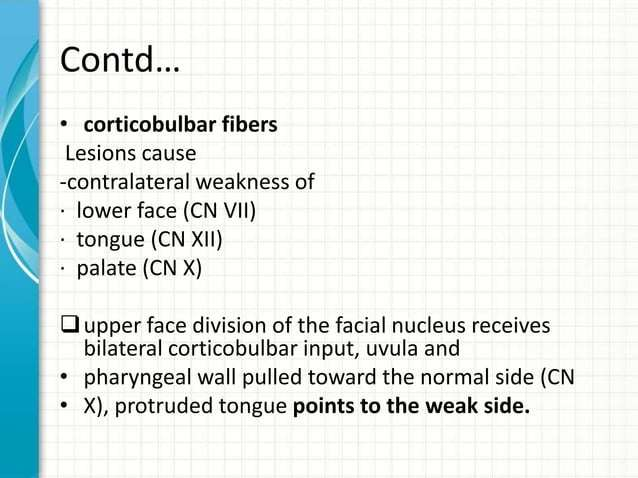 Contd…
• corticobulbar fibers
Lesions cause
-contralateral weakness of
· lower face (CN VII)
· tongue (CN XII)
· palate (CN X)
❑upper face division of the facial nucleus receives
bilateral corticobulbar input, uvula and
• pharyngeal wall pulled toward the normal side (CN
• X), protruded tongue points to the weak side.